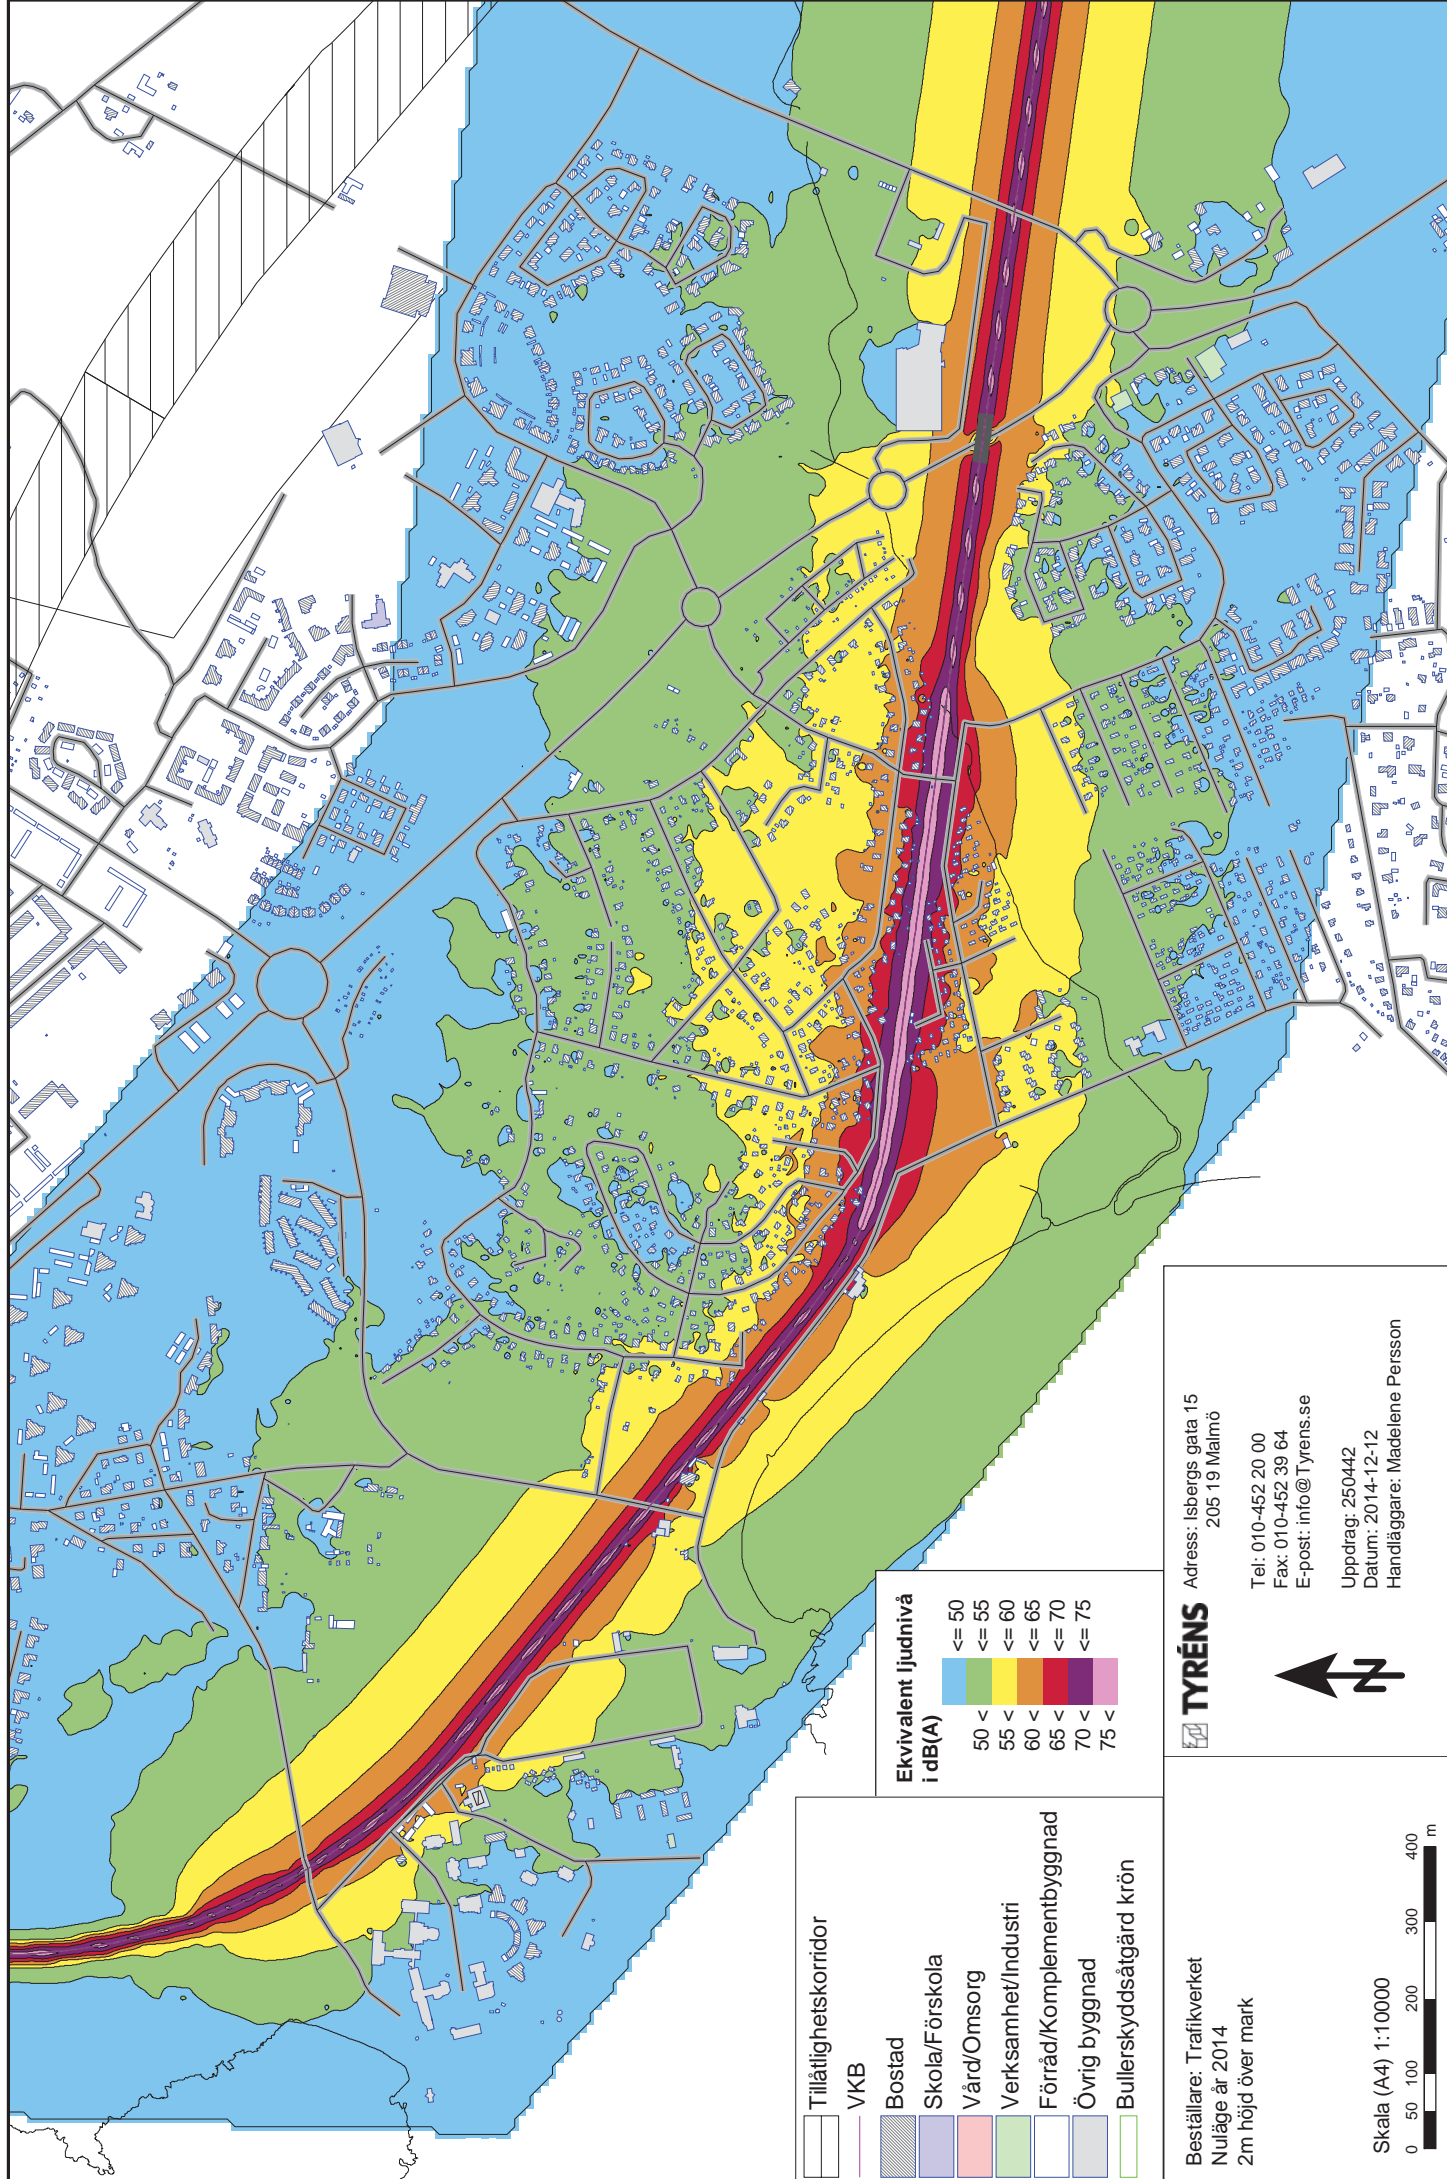 Tillåtlighetskorridor
VKB
Bostad
Skola/Förskola
Vård/Omsorg
Verksamhet/Industri
Förråd/Komplementbyggnad
Övrig byggnad
Bullerskyddsåtgärd krön
Ekvivalent ljudnivå
i dB(A)
<= 50
50 < <= 55
55 < <= 60
60 < <= 65
65 < <= 70
70 < <= 75
75 <
Beställare: Trafikverket
Nuläge år 2014
2m höjd över mark
Skala (A4) 1:10000
0 50 100 200 300 400
m
TYRÉNS
Adress: Isbergs gata 15
205 19 Malmö
Tel: 010-452 20 00
Fax: 010-452 39 64
E-post: info@Tyrens.se
Uppdrag: 250442
Datum: 2014-12-12
Handläggare: Madelene Persson
N